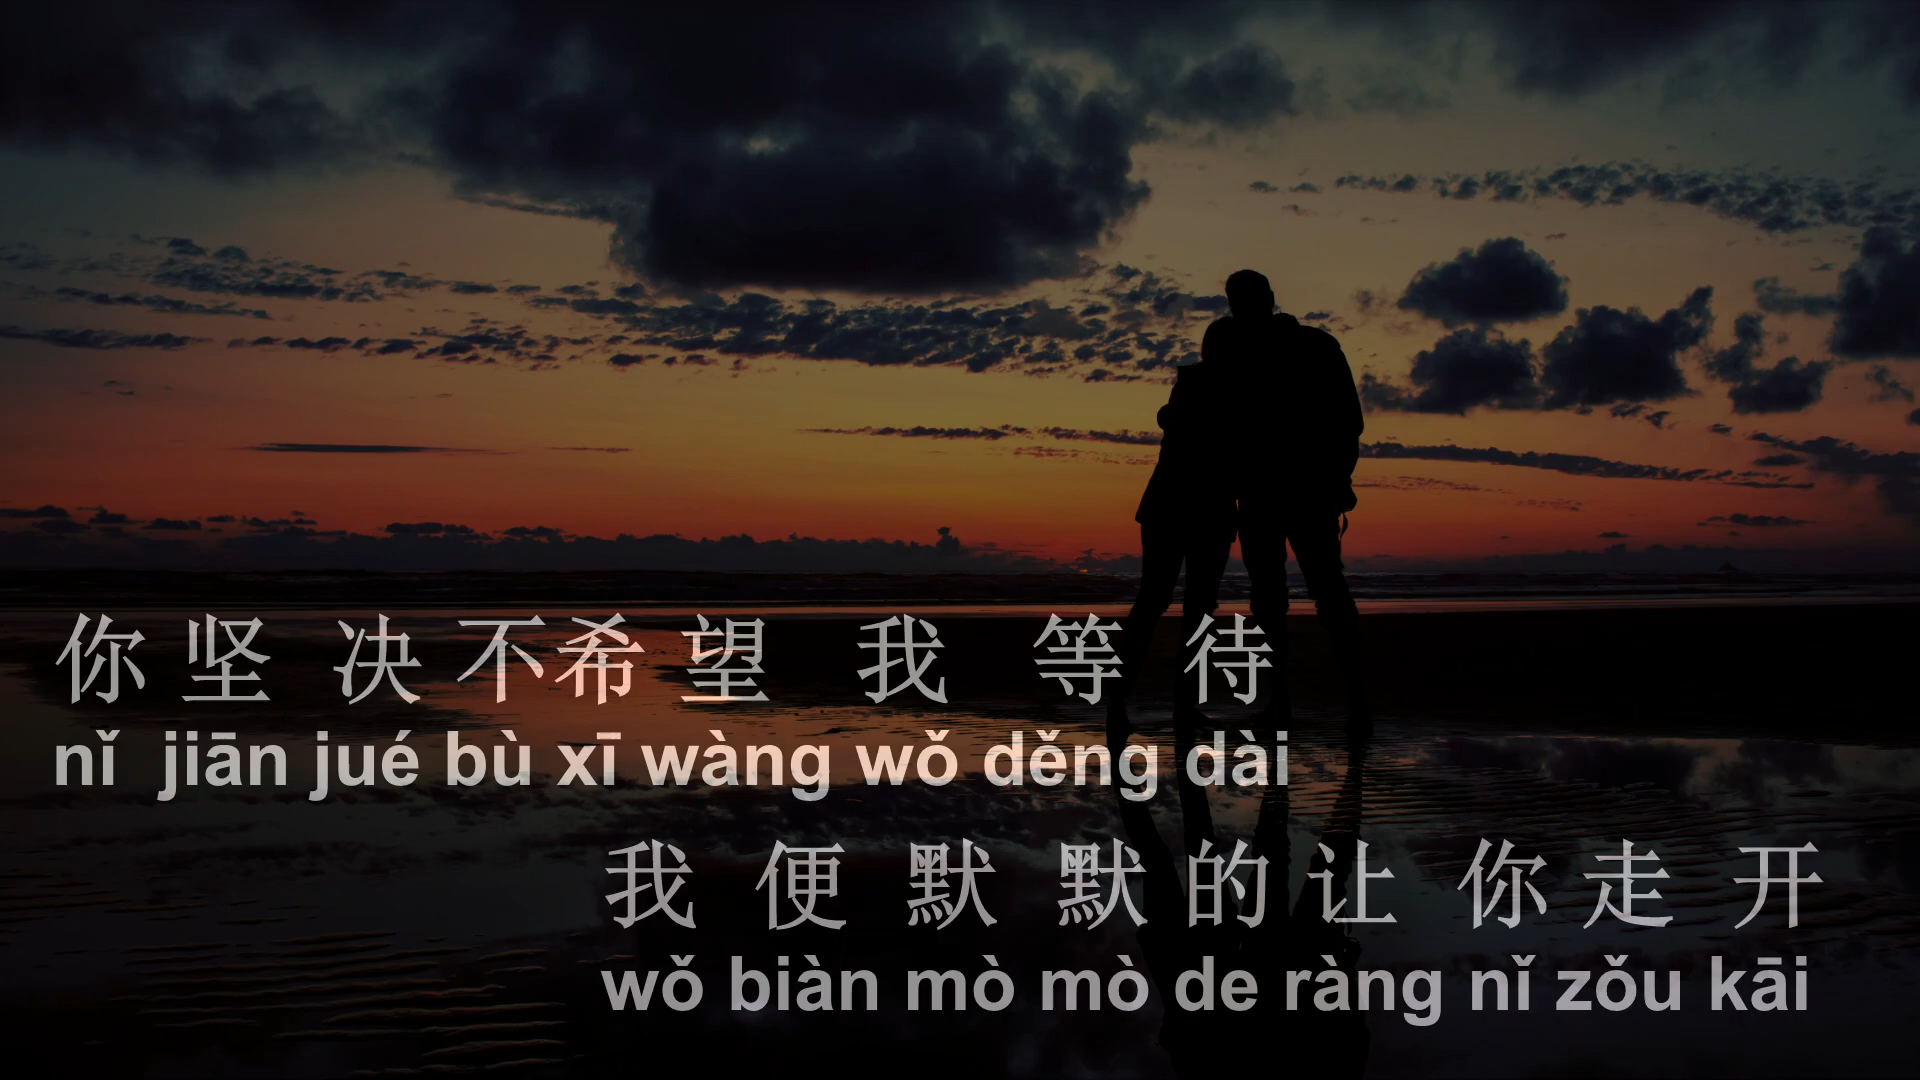 你坚决不希望我等待
nǐ jiān jué bù xī wàng wǒ děng dài
我便默默的让你走开
wǒ biàn mò mò de ràng nǐ zǒu kāi